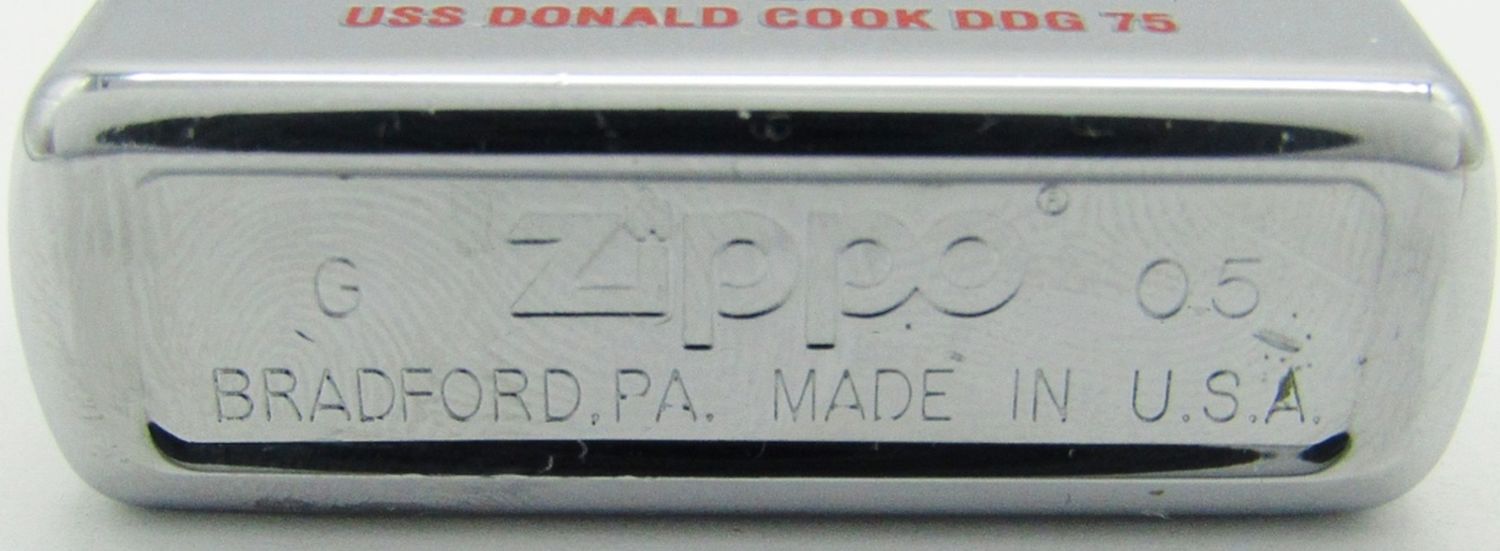 USS DONALD COOK DDG 75
G Zippo® 05
BRADFORD,PA. MADE IN U.S.A.